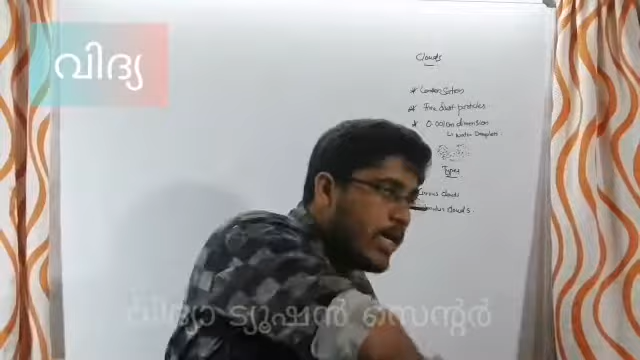 വിദ്യ
Clouds
* Condensation
* Fine dust particles.
* 0.001cm dimension
↳ water Droplets
Types
Cirrus clouds
clouds
വിദ്യാ ട്യൂഷൻ സെന്റർ